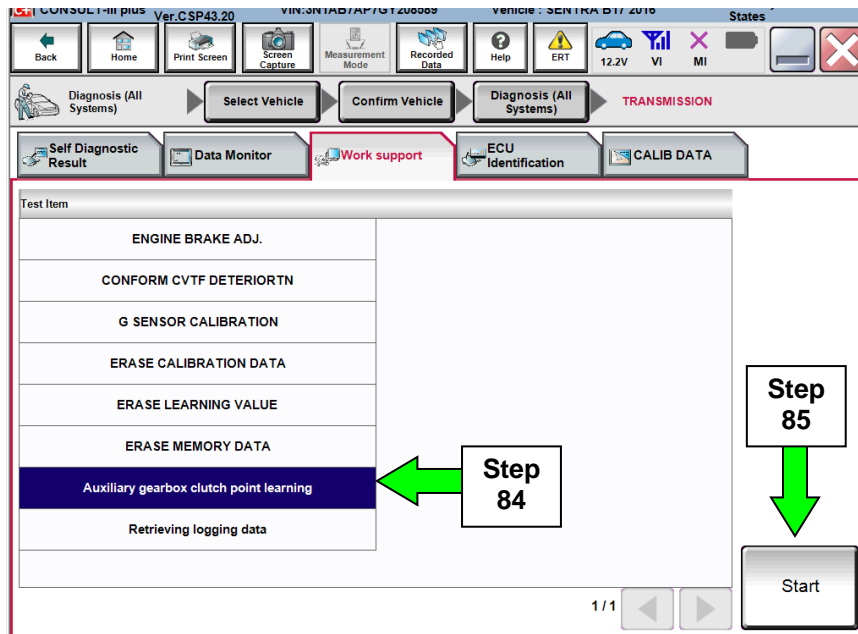 CONSULT-III plus Ver.CSP43.20 Vehicle : SENTRA B17 2016 States
Back
Home
Print Screen
Screen
Capture
Measurement
Mode
Recorded
Data
Help
ERT
12.2V
VI
MI
Diagnosis (All
Systems)
Select Vehicle
Confirm Vehicle
Diagnosis (All
Systems)
TRANSMISSION
Self Diagnostic
Result
Data Monitor
Work support
ECU
Identification
CALIB DATA
Test Item
ENGINE BRAKE ADJ.
CONFORM CVTF DETERIORTN
G SENSOR CALIBRATION
ERASE CALIBRATION DATA
ERASE LEARNING VALUE
ERASE MEMORY DATA
Auxiliary gearbox clutch point learning
Retrieving logging data
Step
84
Step
85
Start
1/1